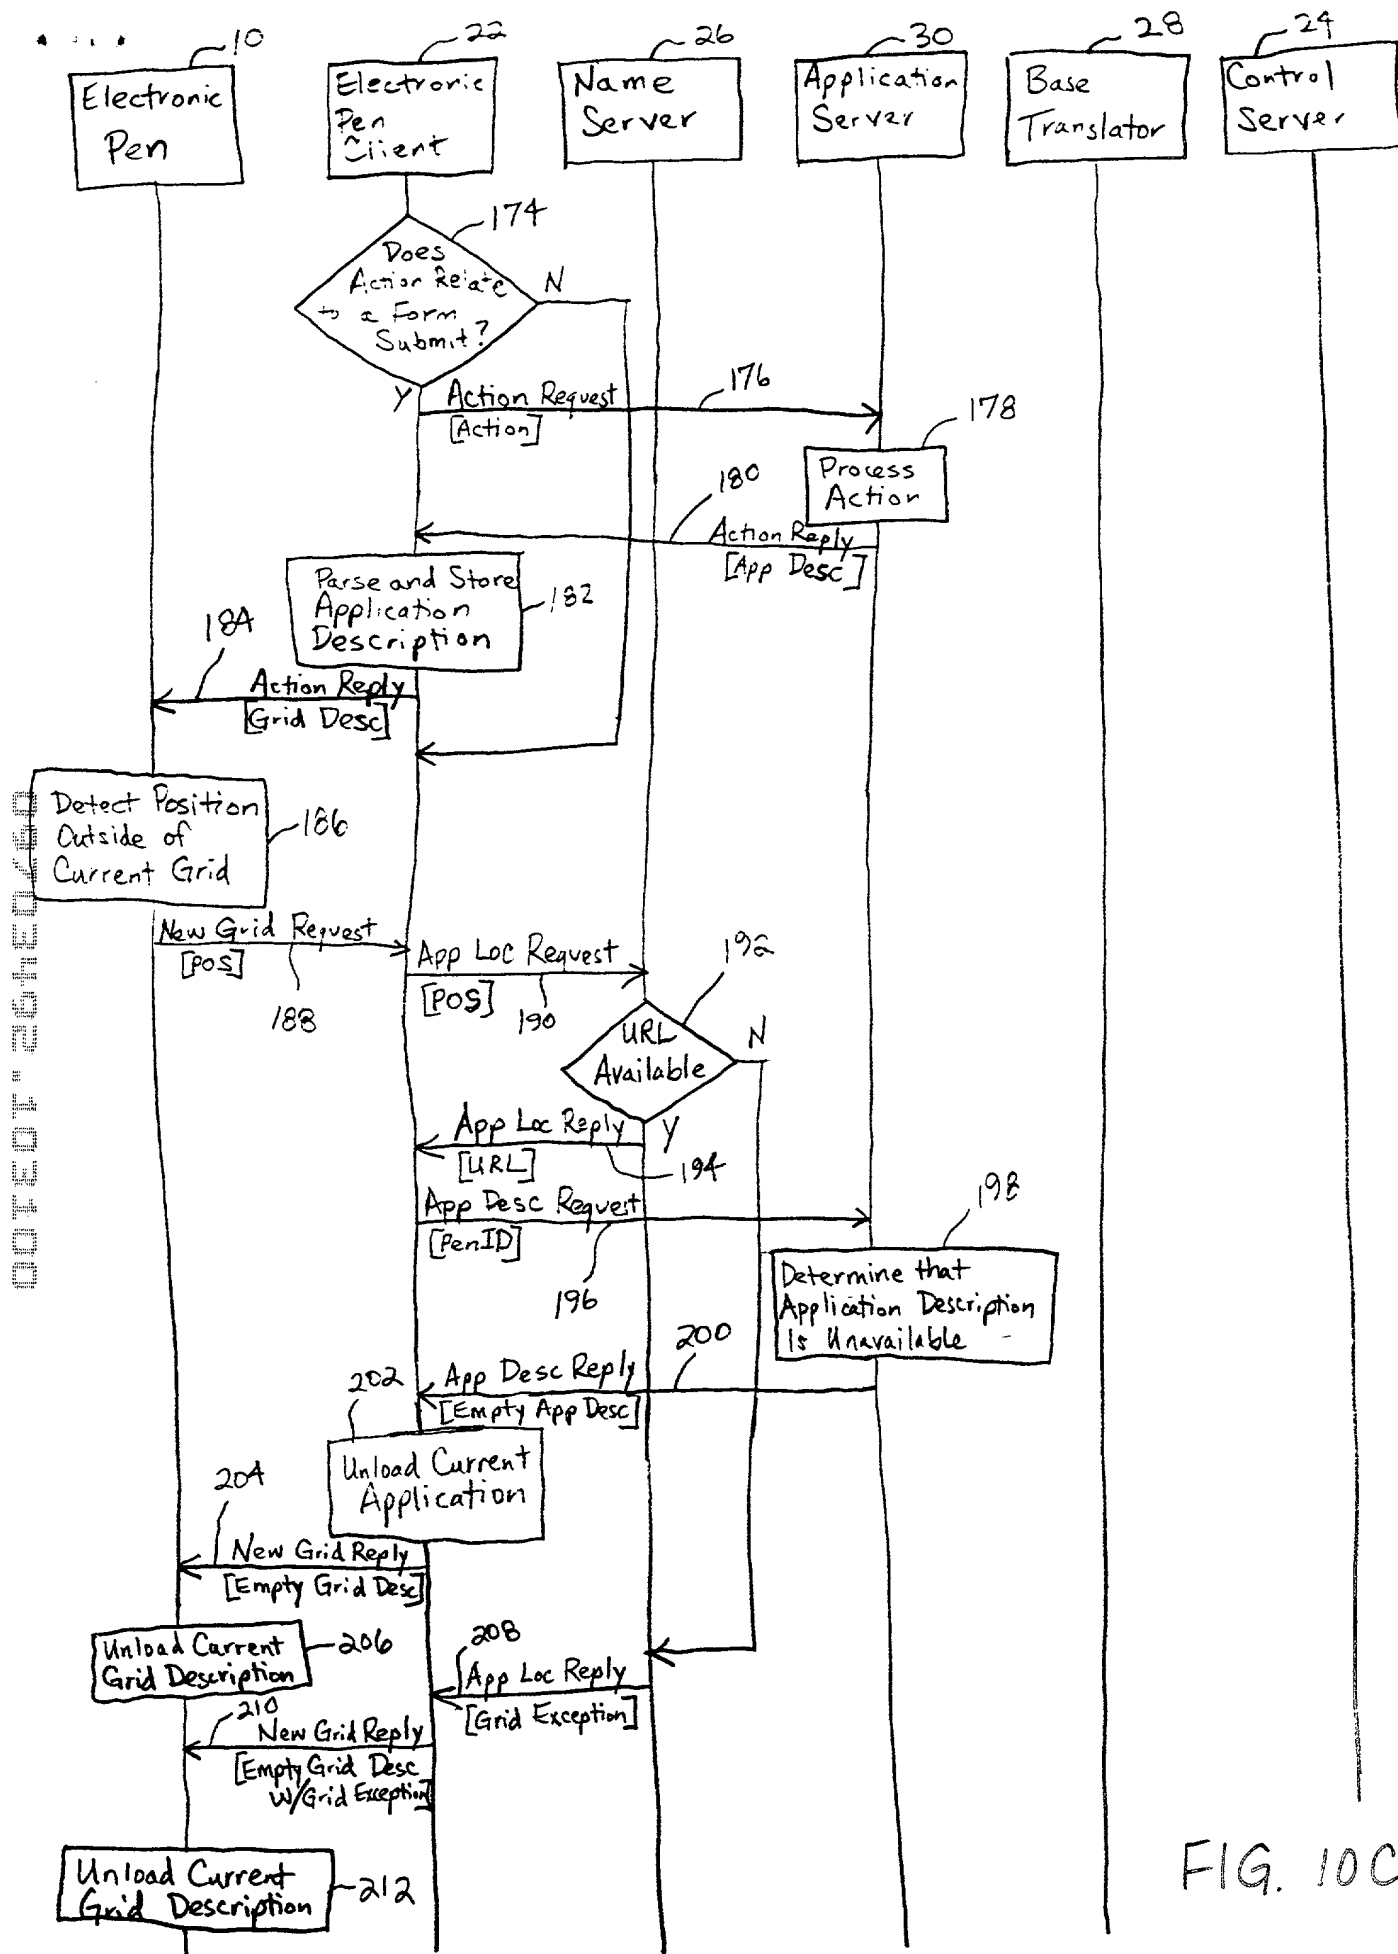 10
22
26
30
28
24
Electronic
Pen
Electronic
Pen
Client
Name
Server
Application
Server
Base
Translator
Control
Server
174
Does
Action Relate
to a Form
Submit?
N
Y
Action Request
[Action]
176
178
Process
Action
180
Action Reply
[App Desc]
Parse and Store
Application
Description
182
184
Action Reply
[Grid Desc]
Detect Position
Outside of
Current Grid
186
New Grid Request
[POS]
188
App Loc Request
[POS]
190
192
URL
Available
N
Y
App Loc Reply
[URL]
194
App Desc Request
[PenID]
196
198
Determine that
Application Description
Is Unavailable
200
App Desc Reply
[Empty App Desc]
202
Unload Current
Application
204
New Grid Reply
[Empty Grid Desc]
Unload Current
Grid Description
206
208
App Loc Reply
[Grid Exception]
210
New Grid Reply
[Empty Grid Desc
w/Grid Exception]
Unload Current
Grid Description
212
FIG. 10C
09703492.103100